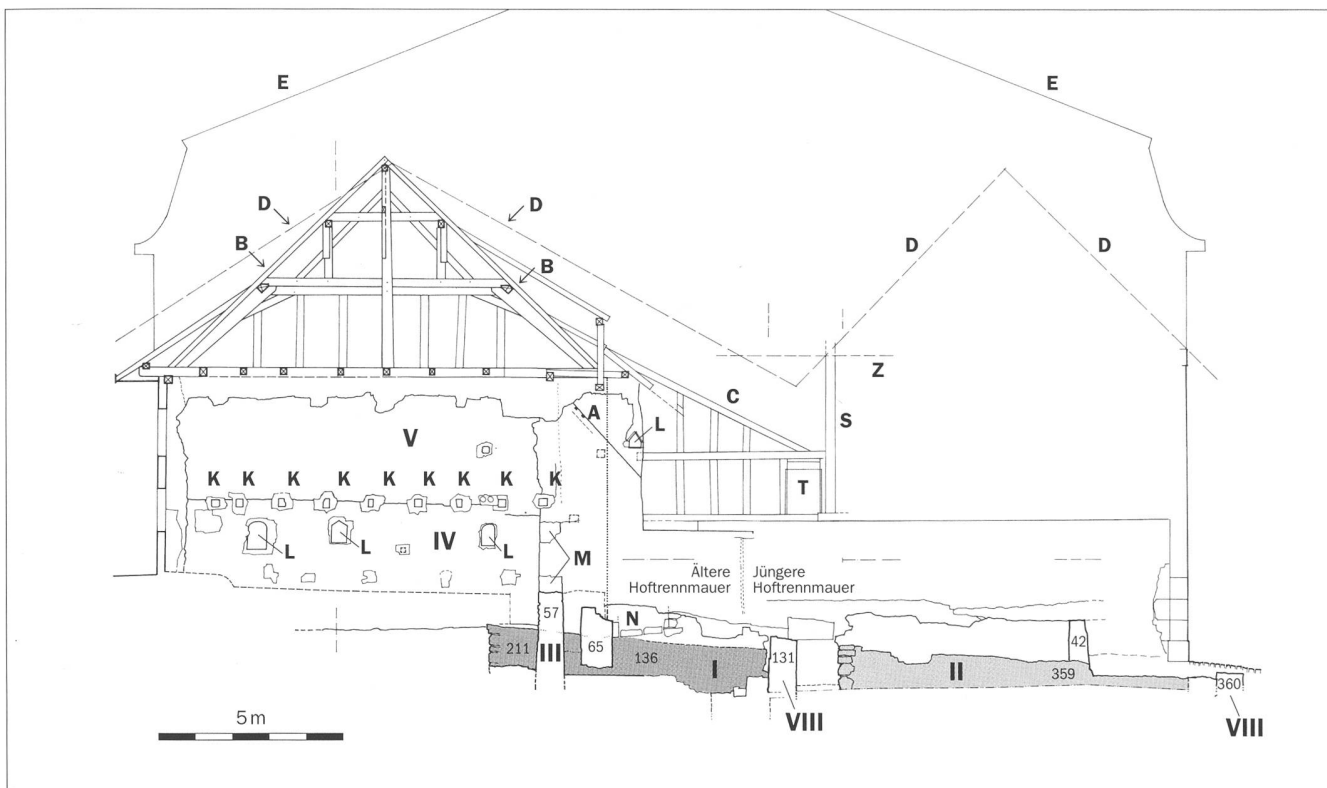 E E
D D
D D
B B
Z
C
A L S
V
K K K K K K K K T
L L IV L M
Ältere Jüngere
Hoftrennmauer Hoftrennmauer
57 N
211 III 65 136 I 131 II 359 42
360
VIII VIII
5 m